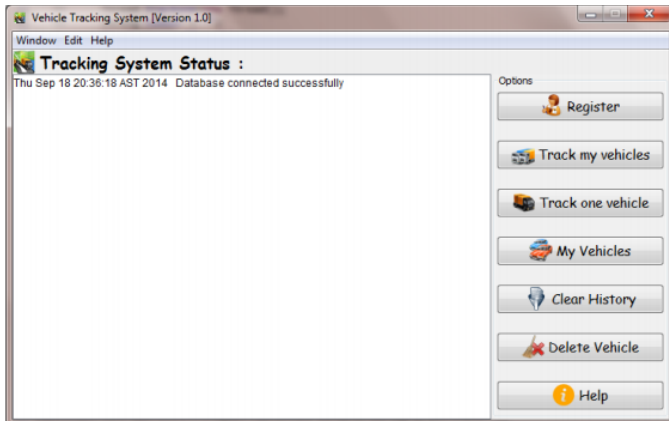 Vehicle Tracking System [Version 1.0]
Window Edit Help
Tracking System Status :
Thu Sep 18 20:36:18 AST 2014 Database connected successfully
Options
Register
Track my vehicles
Track one vehicle
My Vehicles
Clear History
Delete Vehicle
Help